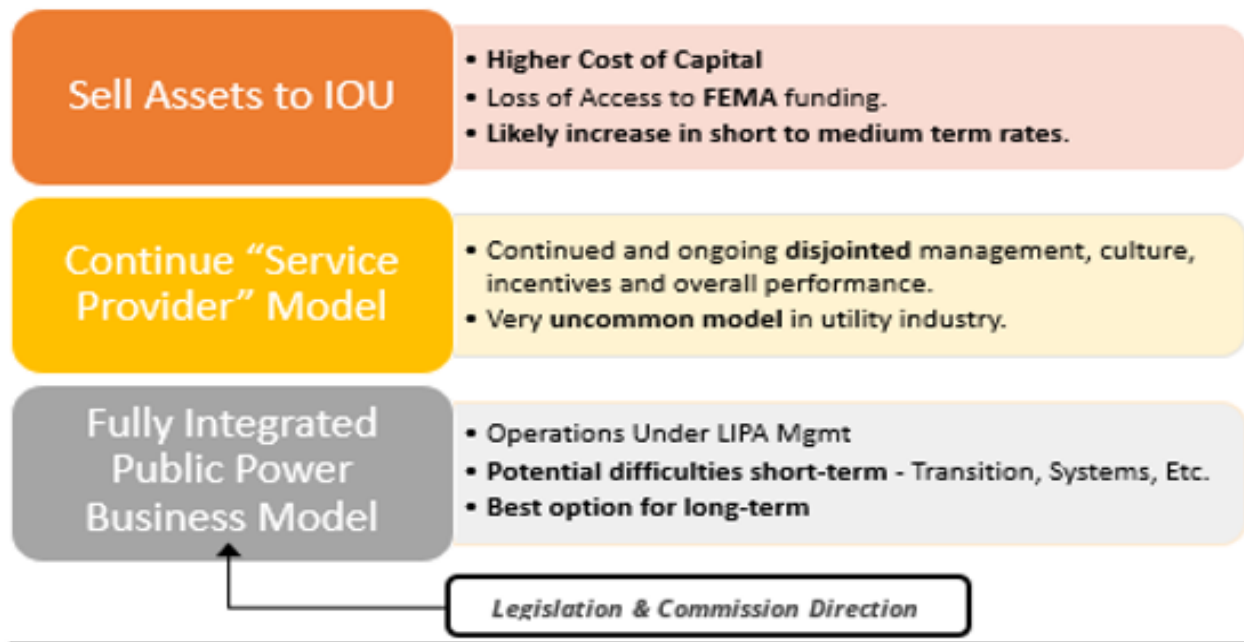 Sell Assets to IOU
• Higher Cost of Capital
• Loss of Access to FEMA funding.
• Likely increase in short to medium term rates.
Continue “Service
Provider” Model
• Continued and ongoing disjointed management, culture,
incentives and overall performance.
• Very uncommon model in utility industry.
Fully Integrated
Public Power
Business Model
• Operations Under LIPA Mgmt
• Potential difficulties short-term - Transition, Systems, Etc.
• Best option for long-term
Legislation & Commission Direction